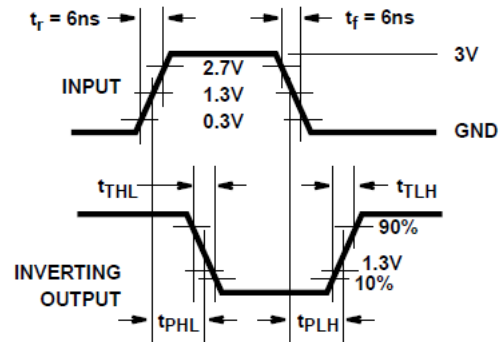 tr = 6ns
tf = 6ns
3V
INPUT
2.7V
1.3V
0.3V
GND
tTHL
tTLH
90%
INVERTING
OUTPUT
1.3V
10%
tPHL
tPLH